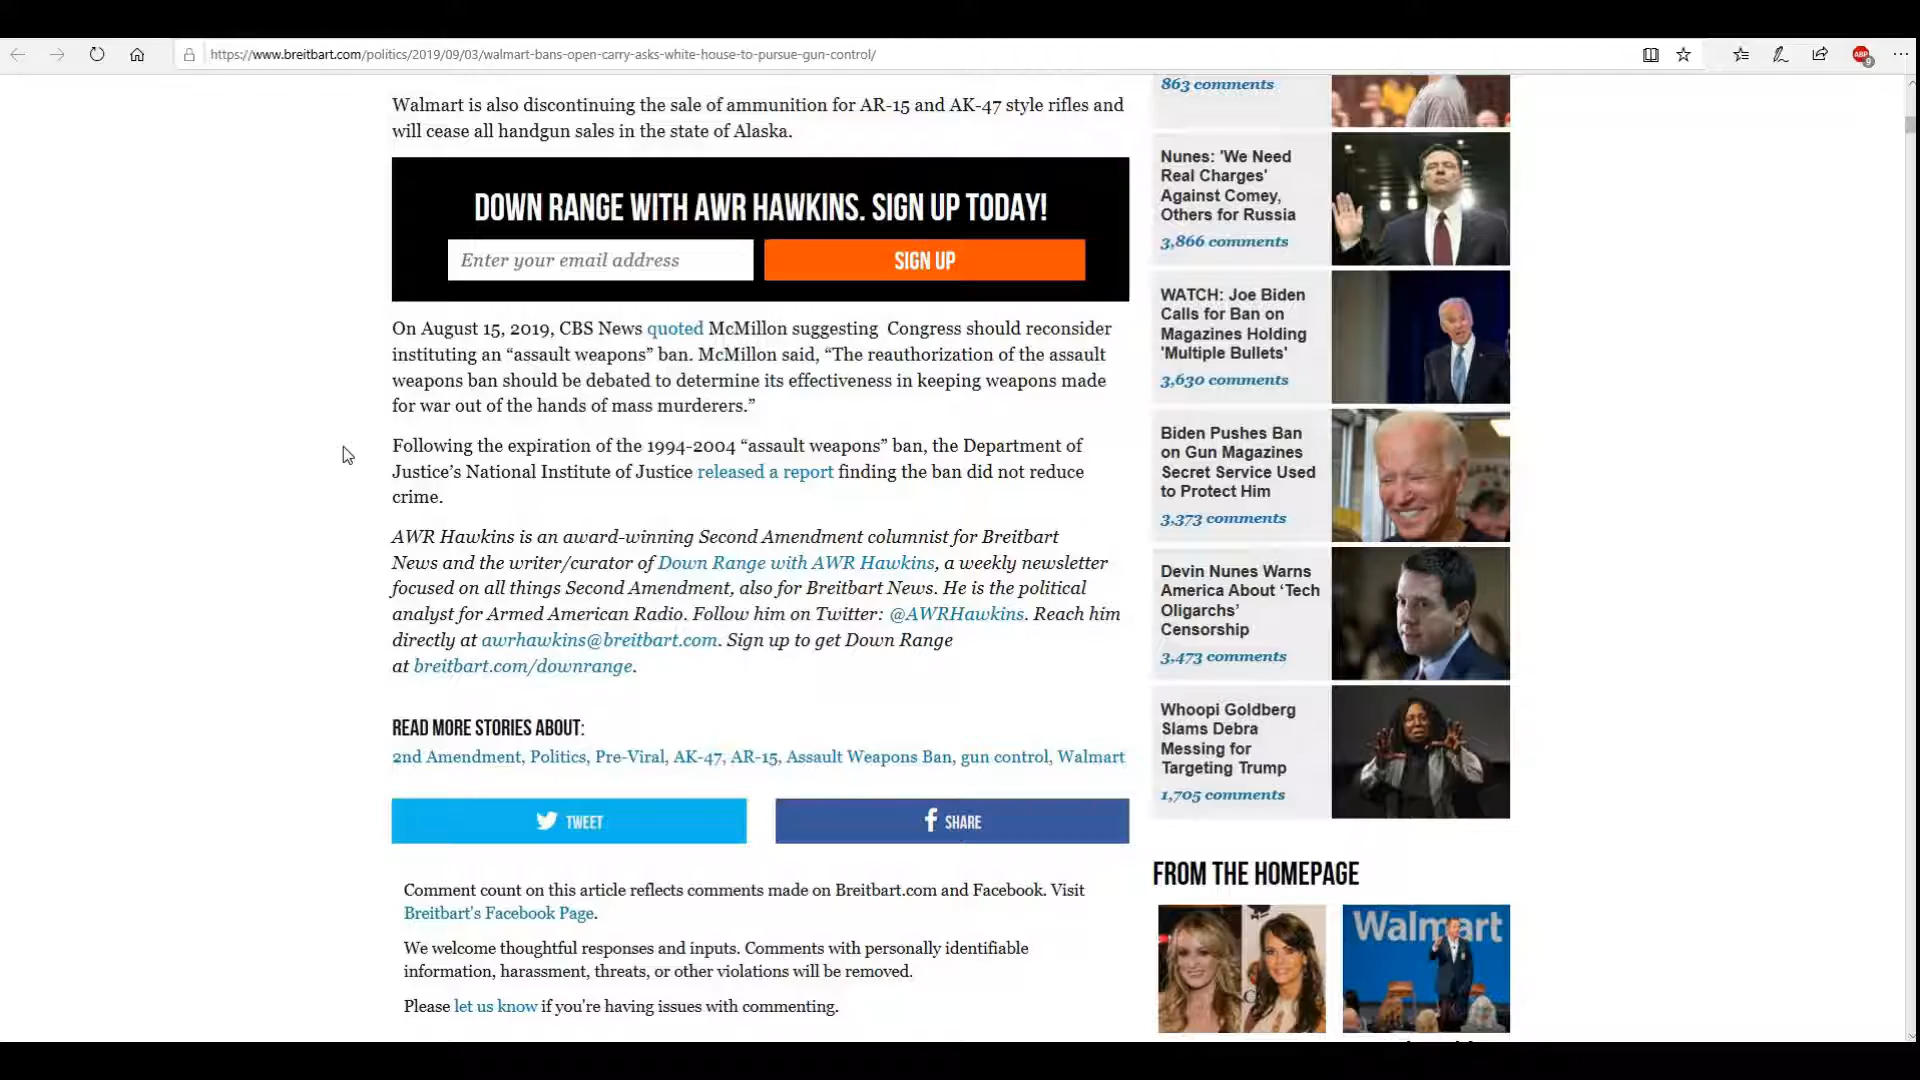 https://www.breitbart.com/politics/2019/09/03/walmart-bans-open-carry-asks-white-house-to-pursue-gun-control/
ABP
9
Walmart is also discontinuing the sale of ammunition for AR-15 and AK-47 style rifles and
will cease all handgun sales in the state of Alaska.
DOWN RANGE WITH AWR HAWKINS. SIGN UP TODAY!
Enter your email address
SIGN UP
On August 15, 2019, CBS News quoted McMillon suggesting  Congress should reconsider
instituting an “assault weapons” ban. McMillon said, “The reauthorization of the assault
weapons ban should be debated to determine its effectiveness in keeping weapons made
for war out of the hands of mass murderers.”
Following the expiration of the 1994-2004 “assault weapons” ban, the Department of
Justice’s National Institute of Justice released a report finding the ban did not reduce
crime.
AWR Hawkins is an award-winning Second Amendment columnist for Breitbart
News and the writer/curator of Down Range with AWR Hawkins, a weekly newsletter
focused on all things Second Amendment, also for Breitbart News. He is the political
analyst for Armed American Radio. Follow him on Twitter: @AWRHawkins. Reach him
directly at awrhawkins@breitbart.com. Sign up to get Down Range
at breitbart.com/downrange.
READ MORE STORIES ABOUT:
2nd Amendment, Politics, Pre-Viral, AK-47, AR-15, Assault Weapons Ban, gun control, Walmart
TWEET
SHARE
Comment count on this article reflects comments made on Breitbart.com and Facebook. Visit
Breitbart's Facebook Page.
We welcome thoughtful responses and inputs. Comments with personally identifiable
information, harassment, threats, or other violations will be removed.
Please let us know if you're having issues with commenting.
863 comments
Nunes: 'We Need
Real Charges'
Against Comey,
Others for Russia
3,866 comments
WATCH: Joe Biden
Calls for Ban on
Magazines Holding
'Multiple Bullets'
3,630 comments
Biden Pushes Ban
on Gun Magazines
Secret Service Used
to Protect Him
3,373 comments
Devin Nunes Warns
America About ‘Tech
Oligarchs’
Censorship
3,473 comments
Whoopi Goldberg
Slams Debra
Messing for
Targeting Trump
1,705 comments
FROM THE HOMEPAGE
Walmart